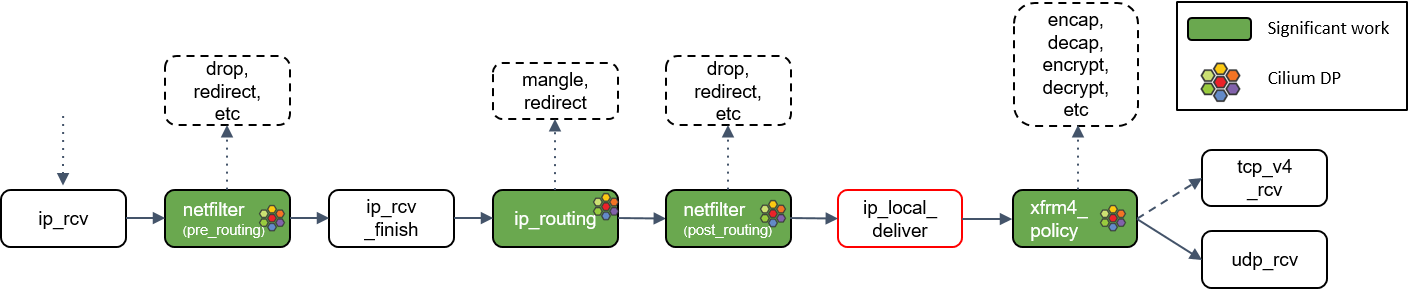 drop,
redirect,
etc
mangle,
redirect
drop,
redirect,
etc
encap,
decap,
encrypt,
decrypt,
etc
Significant work
Cilium DP
ip_rcv
netfilter
(pre_routing)
ip_rcv
_finish
ip_routing
netfilter
(post_routing)
ip_local_
deliver
xfrm4_
policy
tcp_v4
_rcv
udp_rcv